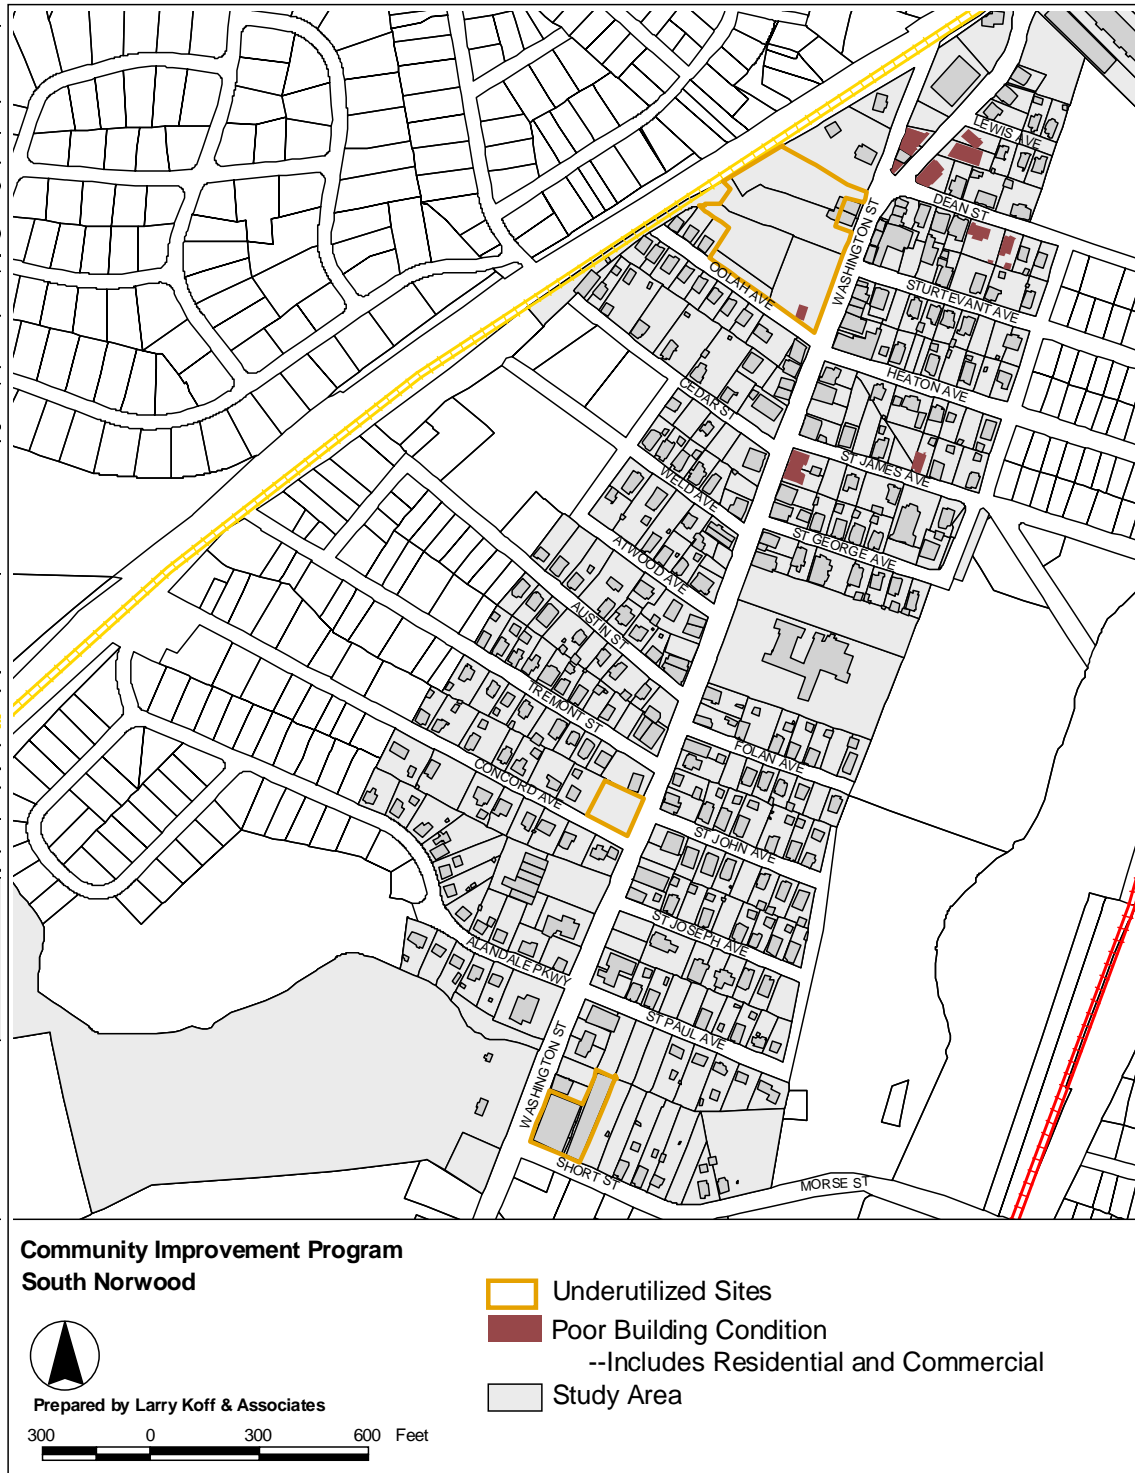 LEWIS AVE
DEAN ST
WASHINGTON ST
STURTEVANT AVE
OOLAH AVE
HEATON AVE
CEDAR ST
ST JAMES AVE
WELD AVE
ST GEORGE AVE
ATWOOD AVE
AUSTIN ST
TREMONT ST
FOLAN AVE
CONCORD AVE
ST JOHN AVE
ST JOSEPH AVE
ALANDALE PKWY
ST PAUL AVE
WASHINGTON ST
SHORT ST
MORSE ST
Community Improvement Program
South Norwood
Prepared by Larry Koff & Associates
300 0 300 600 Feet
Underutilized Sites
Poor Building Condition
--Includes Residential and Commercial
Study Area